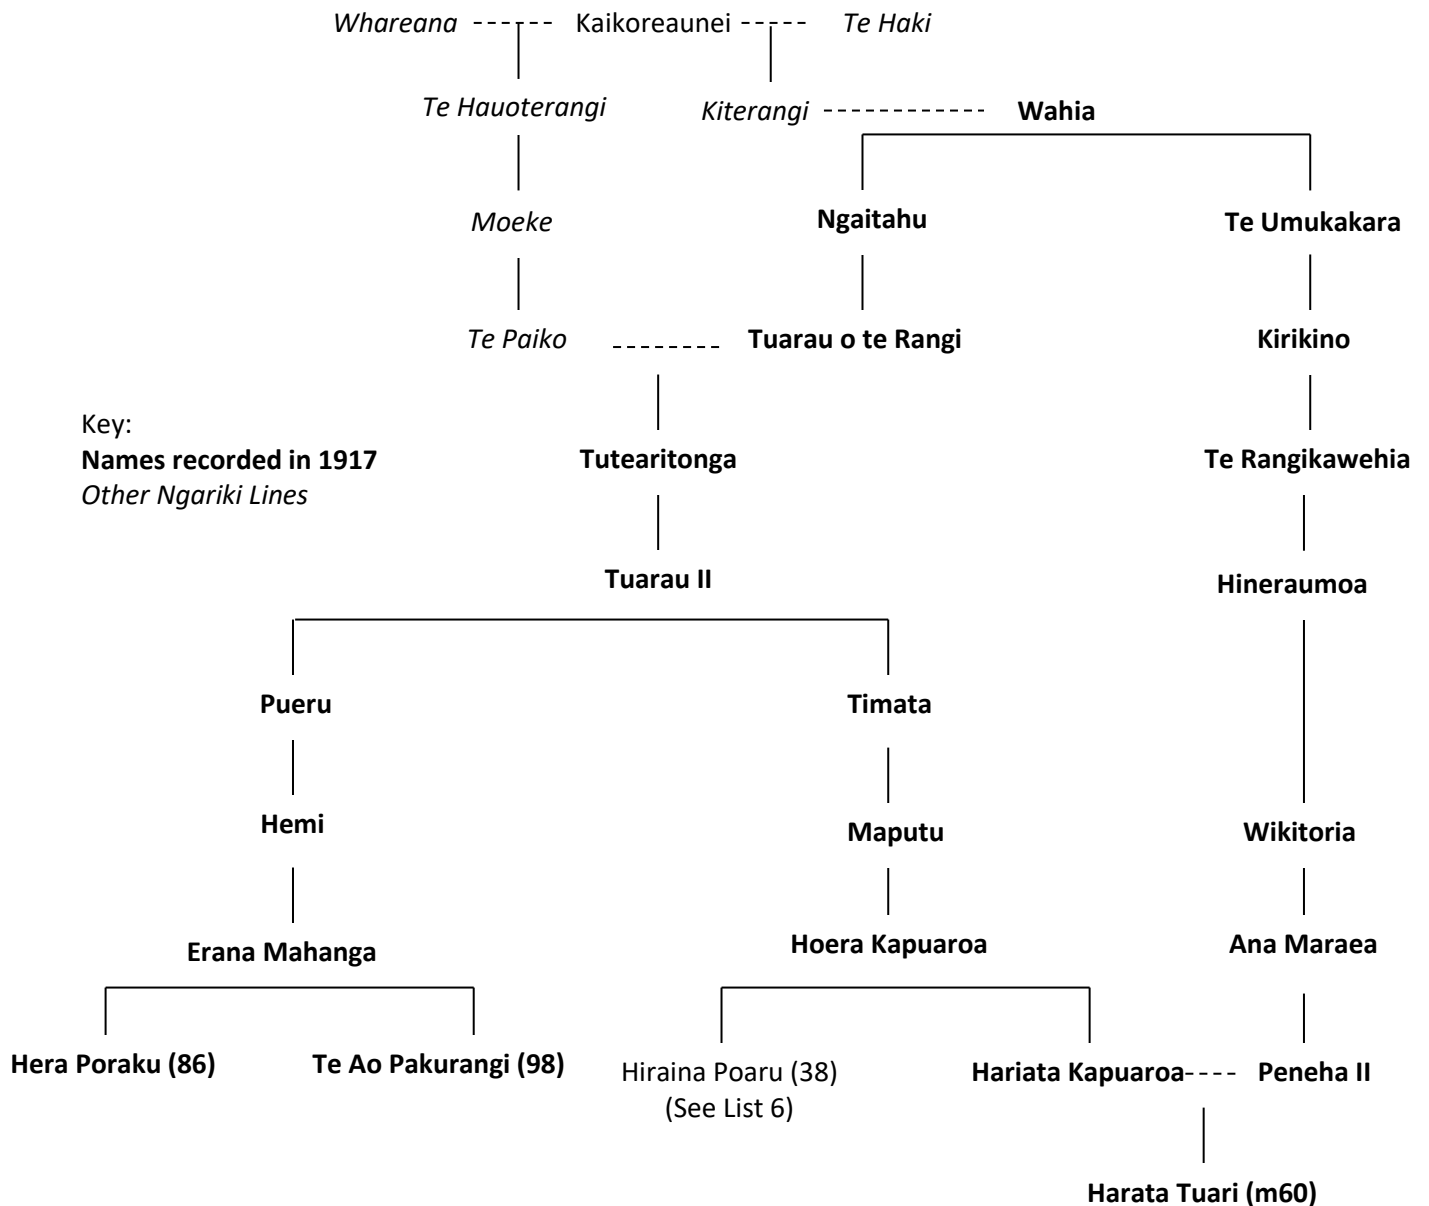 Whareana ------ Kaikoreaunei ----- Te Haki
Te Hauoterangi Kiterangi ------------ Wahia
Moeke Ngaitahu Te Umukakara
Te Paiko -------- Tuarau o te Rangi Kirikino
Key:
Names recorded in 1917 Tutearitonga Te Rangikawehia
Other Ngariki Lines
Tuarau II Hineraumoa
Pueru Timata
Hemi Maputu Wikitoria
Erana Mahanga Hoera Kapuaroa Ana Maraea
Hera Poraku (86) Te Ao Pakurangi (98) Hiraina Poaru (38) Hariata Kapuaroa---- Peneha II
(See List 6)
Harata Tuari (m60)